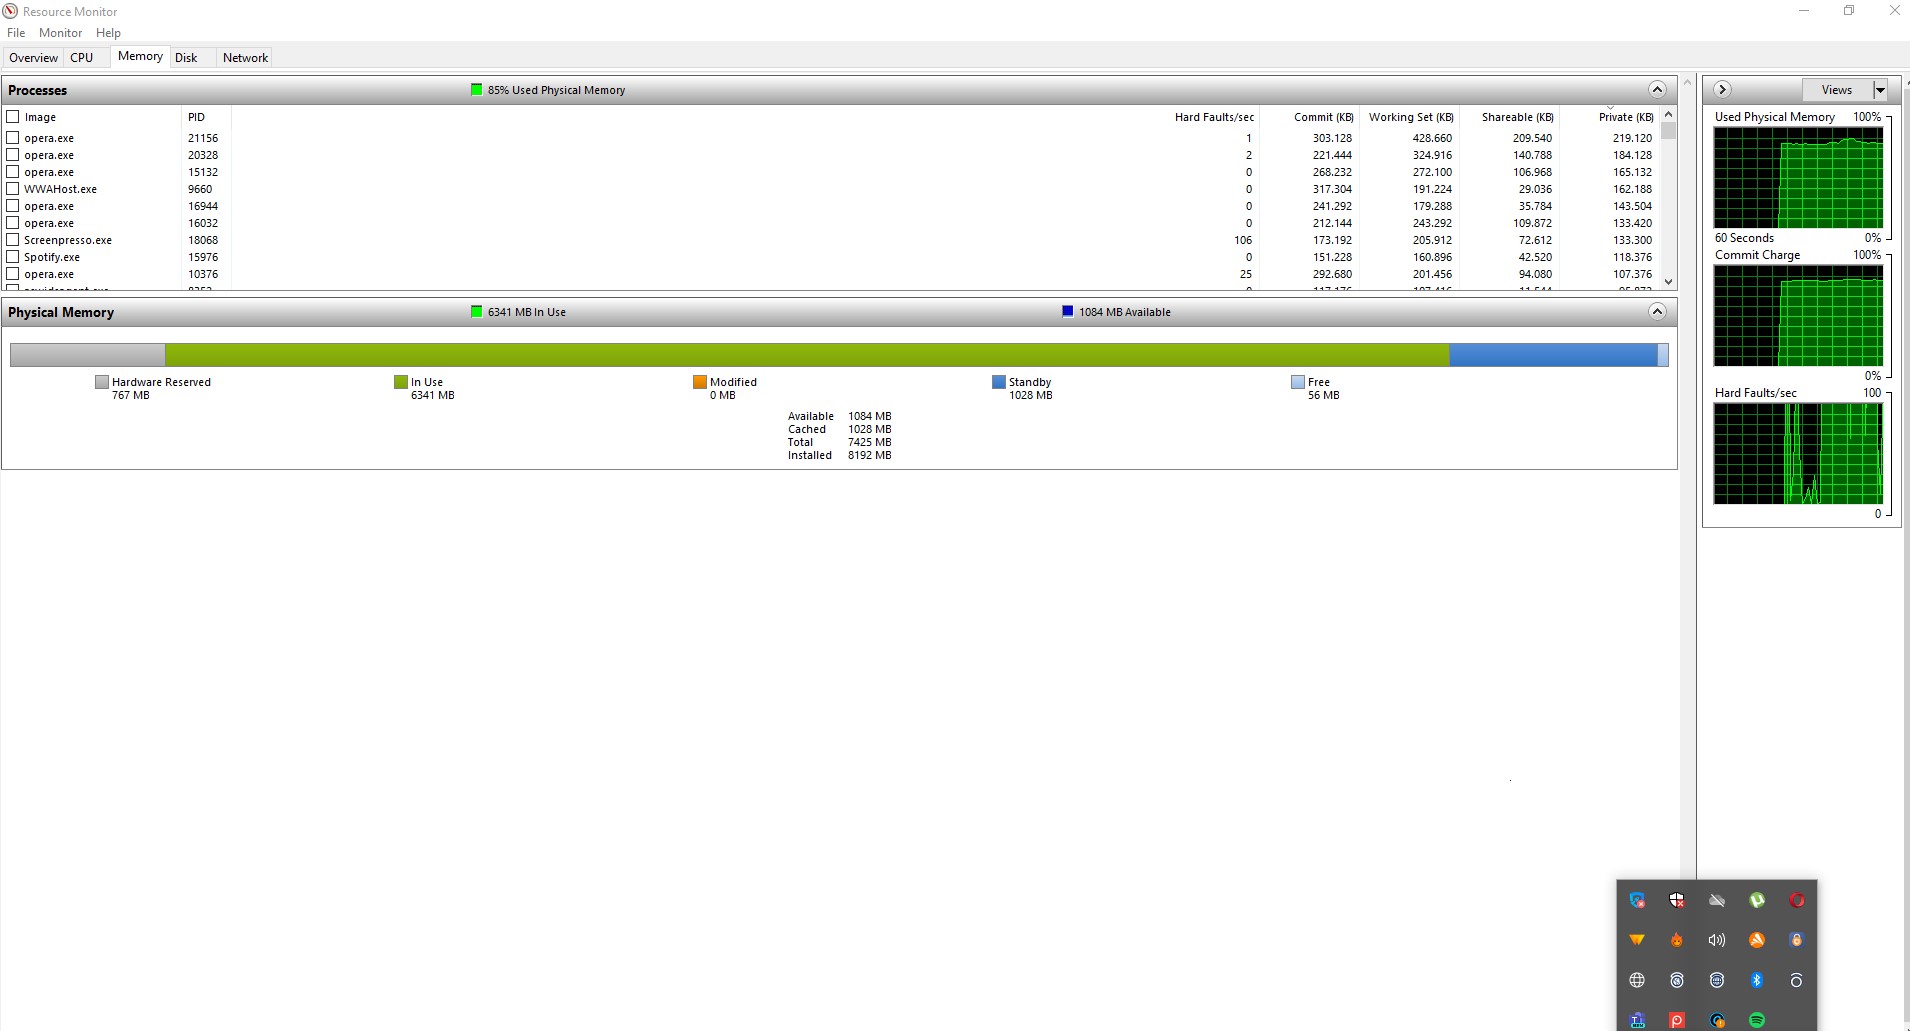 Resource Monitor
File Monitor Help
Overview CPU Memory Disk Network
Processes 85% Used Physical Memory
Image PID Hard Faults/sec Commit (KB) Working Set (KB) Shareable (KB) Private (KB)
opera.exe 21156 1 303.128 428.660 209.540 219.120
opera.exe 20328 2 221.444 324.916 140.788 184.128
opera.exe 15132 0 268.232 272.100 106.968 165.132
WWAHost.exe 9660 0 317.304 191.224 29.036 162.188
opera.exe 16944 0 241.292 179.288 35.784 143.504
opera.exe 16032 0 212.144 243.292 109.872 133.420
Screenpresso.exe 18068 106 173.192 205.912 72.612 133.300
Spotify.exe 15976 0 151.228 160.896 42.520 118.376
opera.exe 10376 25 292.680 201.456 94.080 107.376
Physical Memory 6341 MB In Use 1084 MB Available
Hardware Reserved In Use Modified Standby Free
767 MB 6341 MB 0 MB 1028 MB 56 MB
Available 1084 MB
Cached 1028 MB
Total 7425 MB
Installed 8192 MB
Views
Used Physical Memory 100%
60 Seconds 0%
Commit Charge 100%
0%
Hard Faults/sec 100
0